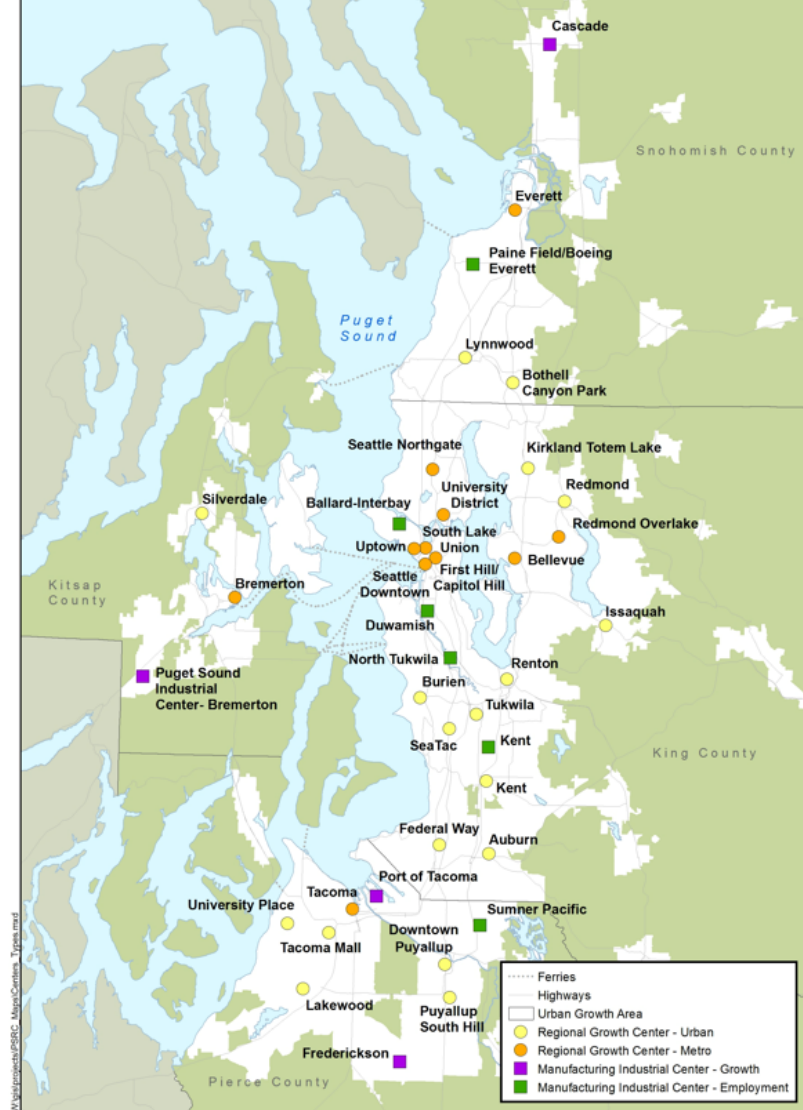 Cascade
Snohomish County
Everett
Paine Field/Boeing
Everett
Puget
Sound
Lynnwood
Bothell
Canyon Park
Seattle Northgate
Kirkland Totem Lake
University
District
Redmond
Silverdale
Ballard-Interbay
Redmond Overlake
South Lake
Union
Uptown
Bellevue
First Hill/
Capitol Hill
Seattle
Downtown
Kitsap
County
Bremerton
Duwamish
Issaquah
North Tukwila
Renton
Puget Sound
Industrial
Center- Bremerton
Burien
Tukwila
SeaTac
Kent
King County
Kent
Federal Way
Auburn
Port of Tacoma
Tacoma
University Place
Sumner Pacific
Tacoma Mall
Downtown
Puyallup
Lakewood
Puyallup
South Hill
Frederickson
Pierce County
Ferries
Highways
Urban Growth Area
Regional Growth Center - Urban
Regional Growth Center - Metro
Manufacturing Industrial Center - Growth
Manufacturing Industrial Center - Employment